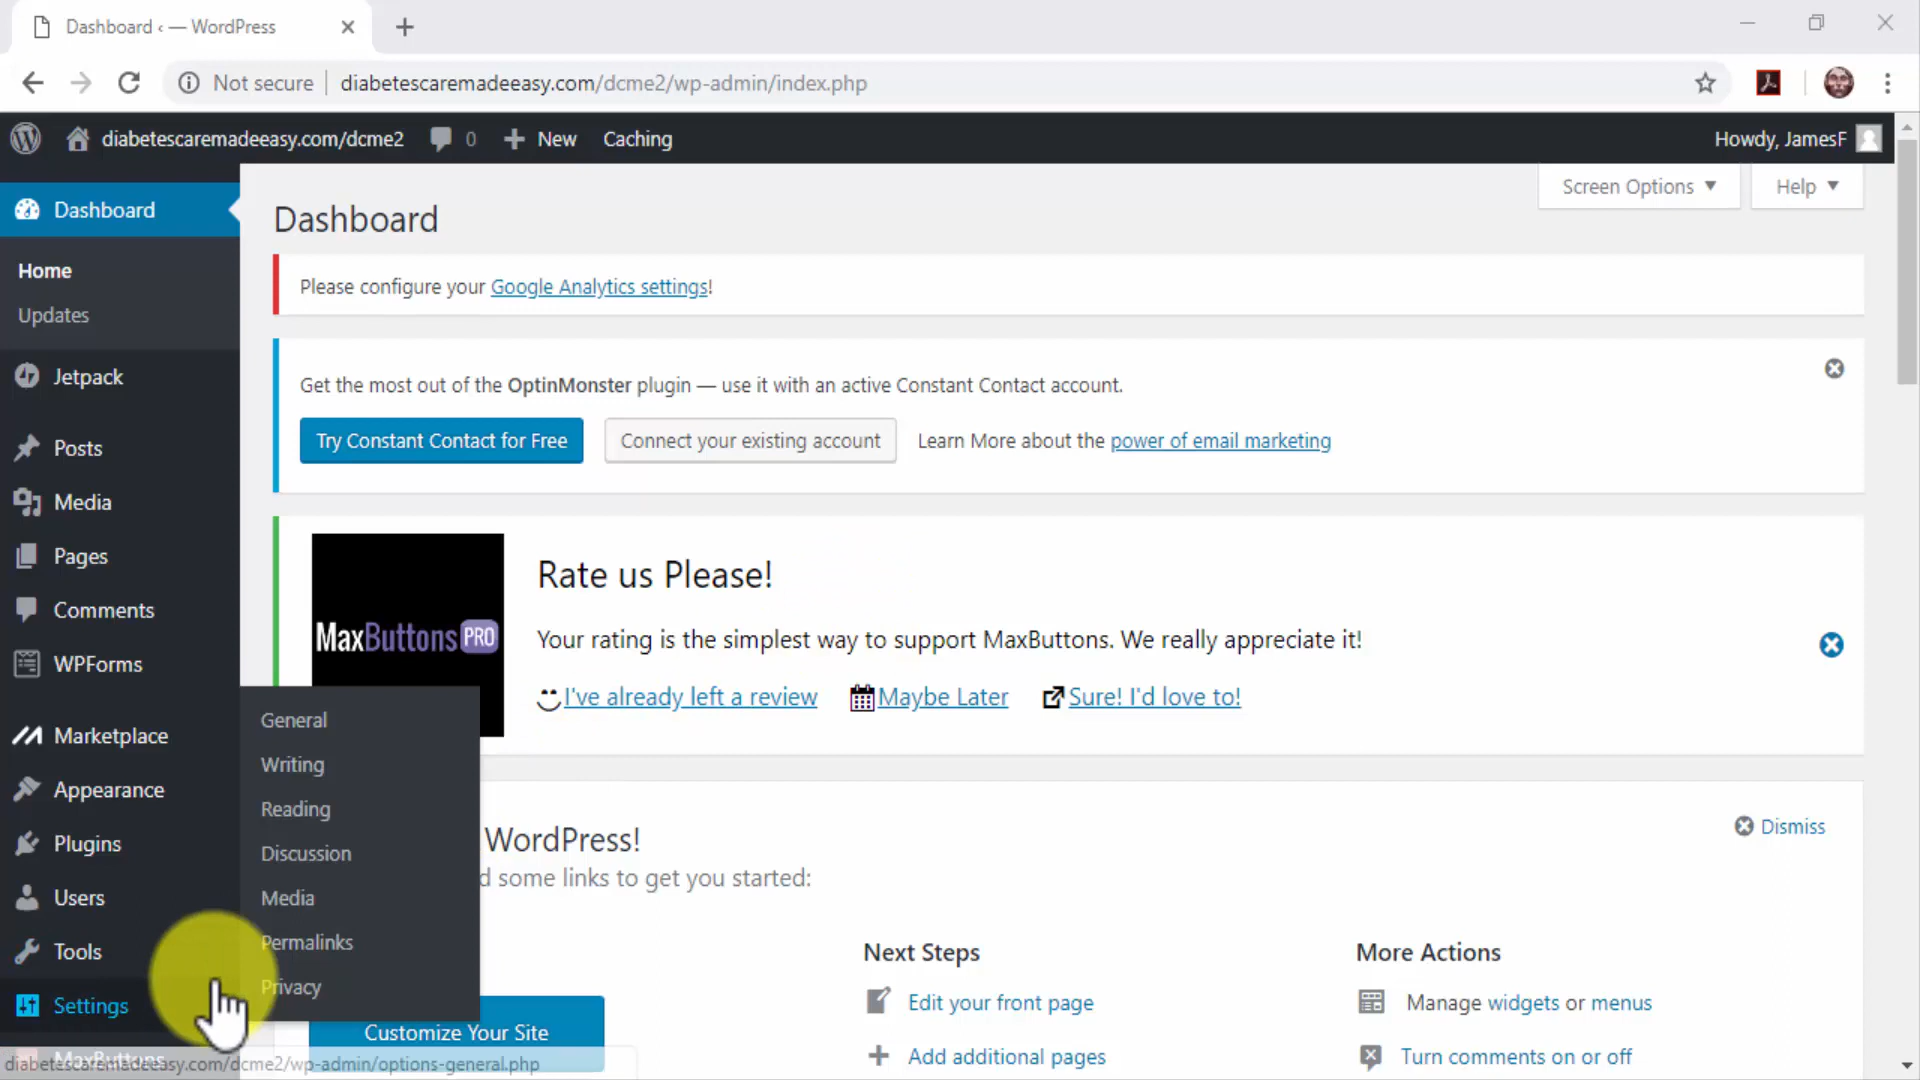 Dashboard ‹ — WordPress
Not secure
diabetescaremadeeasy.com/dcme2/wp-admin/index.php
diabetescaremadeeasy.com/dcme2
0
New
Caching
Howdy, JamesF
Screen Options
Help
Dashboard
Home
Updates
Jetpack
Posts
Media
Pages
Comments
WPForms
Marketplace
Appearance
Plugins
Users
Tools
Settings
MaxButtons
General
Writing
Reading
Discussion
Media
Permalinks
Privacy
Dashboard
Please configure your Google Analytics settings!
Get the most out of the OptinMonster plugin — use it with an active Constant Contact account.
Try Constant Contact for Free
Connect your existing account
Learn More about the power of email marketing
MaxButtons PRO
Rate us Please!
Your rating is the simplest way to support MaxButtons. We really appreciate it!
I've already left a review
Maybe Later
Sure! I'd love to!
WordPress!
d some links to get you started:
Dismiss
Customize Your Site
Next Steps
Edit your front page
Add additional pages
More Actions
Manage widgets or menus
Turn comments on or off
diabetescaremadeeasy.com/dcme2/wp-admin/options-general.php